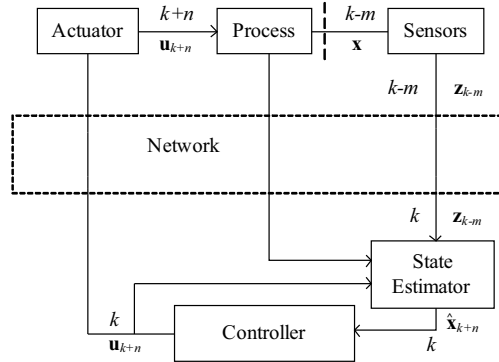 Actuator
k+n
u_{k+n}
Process
k-m
x
Sensors
k-m
z_{k-m}
Network
k
z_{k-m}
State
Estimator
k
u_{k+n}
Controller
x̂_{k+n}
k